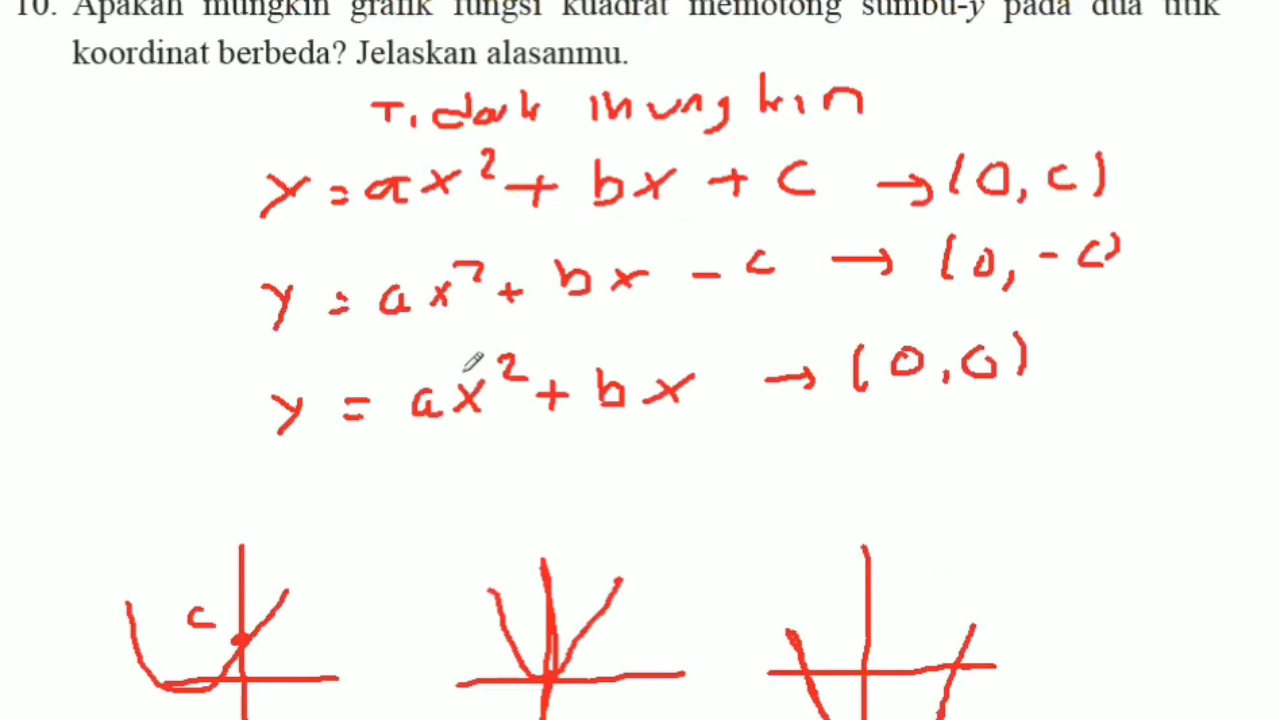 10. Apakah mungkin grafik fungsi kuadrat memotong sumbu-y pada dua titik
koordinat berbeda? Jelaskan alasanmu.
Tidak mungkin
y = ax² + bx + c → (0, c)
y = ax² + bx - c → (0, -c)
y = ax² + bx → (0, 0)
c